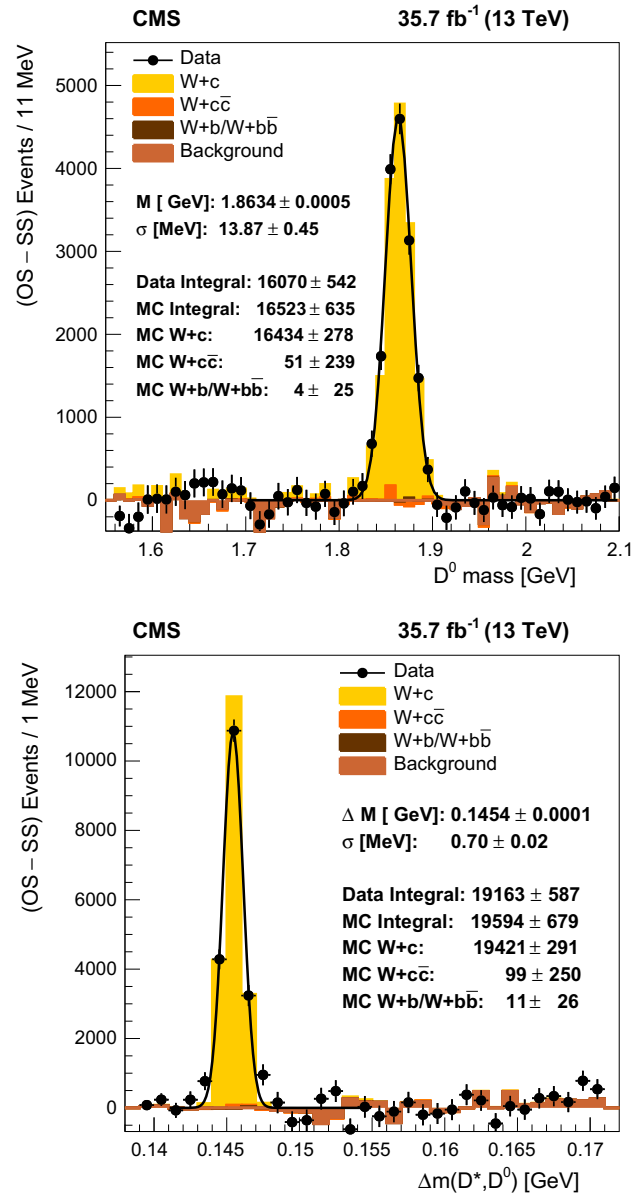 CMS 35.7 fb⁻¹ (13 TeV)
(OS – SS) Events / 11 MeV
5000
4000
3000
2000
1000
0
Data
W+c
W+cc̅
W+b/W+bb̅
Background
M [ GeV]: 1.8634 ± 0.0005
σ [MeV]: 13.87 ± 0.45
Data Integral: 16070 ± 542
MC Integral: 16523 ± 635
MC W+c: 16434 ± 278
MC W+cc̅: 51 ± 239
MC W+b/W+bb̅: 4 ± 25
1.6 1.7 1.8 1.9 2 2.1
D⁰ mass [GeV]
CMS 35.7 fb⁻¹ (13 TeV)
(OS – SS) Events / 1 MeV
12000
10000
8000
6000
4000
2000
0
Data
W+c
W+cc̅
W+b/W+bb̅
Background
Δ M [ GeV]: 0.1454 ± 0.0001
σ [MeV]: 0.70 ± 0.02
Data Integral: 19163 ± 587
MC Integral: 19594 ± 679
MC W+c: 19421 ± 291
MC W+cc̅: 99 ± 250
MC W+b/W+bb̅: 11 ± 26
0.14 0.145 0.15 0.155 0.16 0.165 0.17
Δm(D*,D⁰) [GeV]